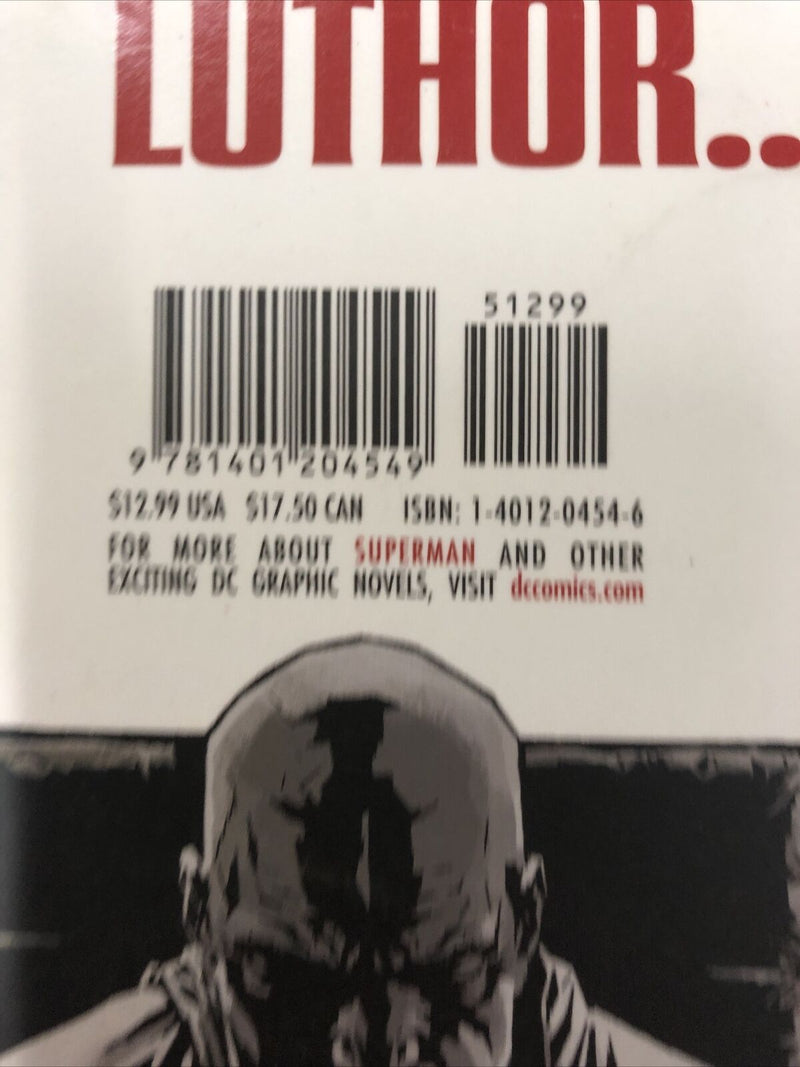 LUTHOR..
51299
9 781401 204549
$12.99 USA $17.50 CAN ISBN: 1-4012-0454-6
FOR MORE ABOUT SUPERMAN AND OTHER
EXCITING DC GRAPHIC NOVELS, VISIT dccomics.com